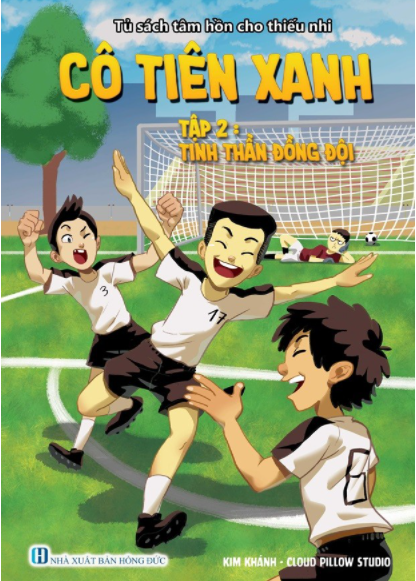 Tủ sách tâm hồn cho thiếu nhi
CÔ TIÊN XANH
TẬP 2 :
TINH THẦN ĐỒNG ĐỘI
3
17
8
H NHÀ XUẤT BẢN HỒNG ĐỨC
KIM KHÁNH - CLOUD PILLOW STUDIO